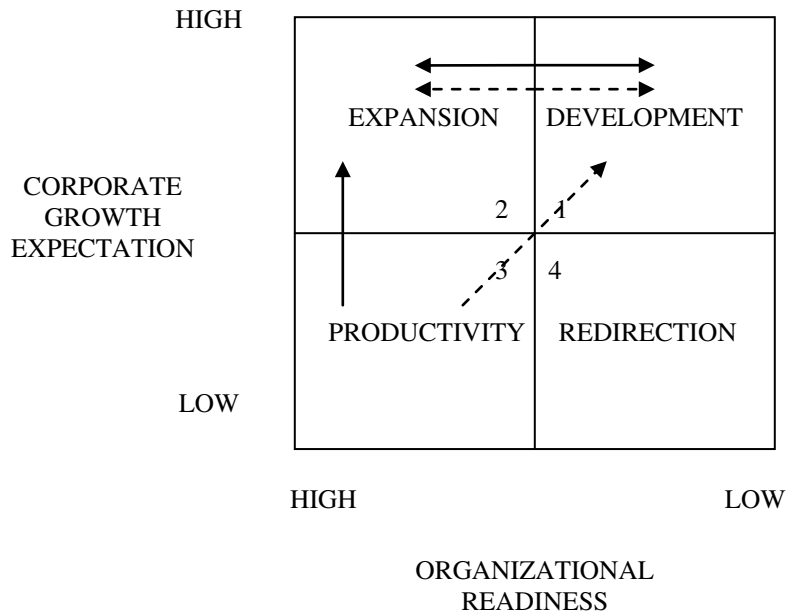 HIGH
EXPANSION DEVELOPMENT
CORPORATE
GROWTH
EXPECTATION
2 1
3 4
PRODUCTIVITY REDIRECTION
LOW
HIGH LOW
ORGANIZATIONAL
READINESS